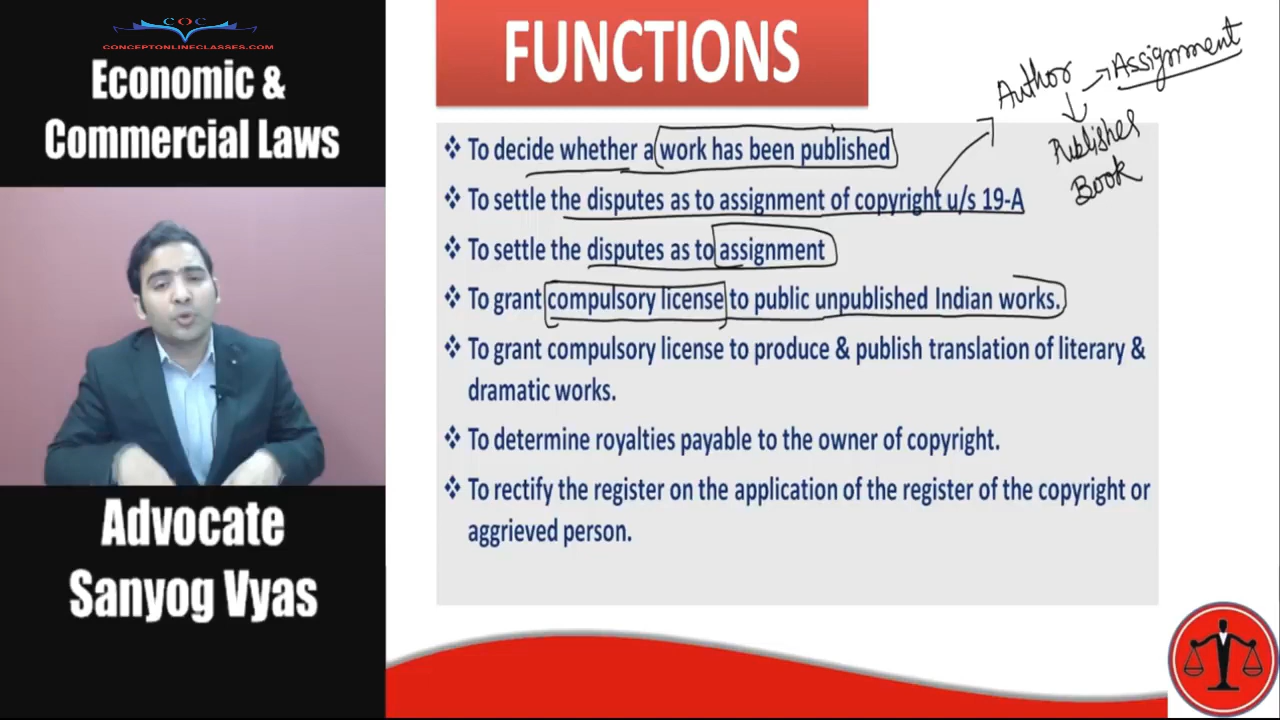 COC
CONCEPTONLINECLASSES.COM
Economic &
Commercial Laws
Advocate
Sanyog Vyas
FUNCTIONS
❖ To decide whether a work has been published
❖ To settle the disputes as to assignment of copyright u/s 19-A
❖ To settle the disputes as to assignment
❖ To grant compulsory license to public unpublished Indian works.
❖ To grant compulsory license to produce & publish translation of literary &
dramatic works.
❖ To determine royalties payable to the owner of copyright.
❖ To rectify the register on the application of the register of the copyright or
aggrieved person.
Author → Assignment
Publisher
Book